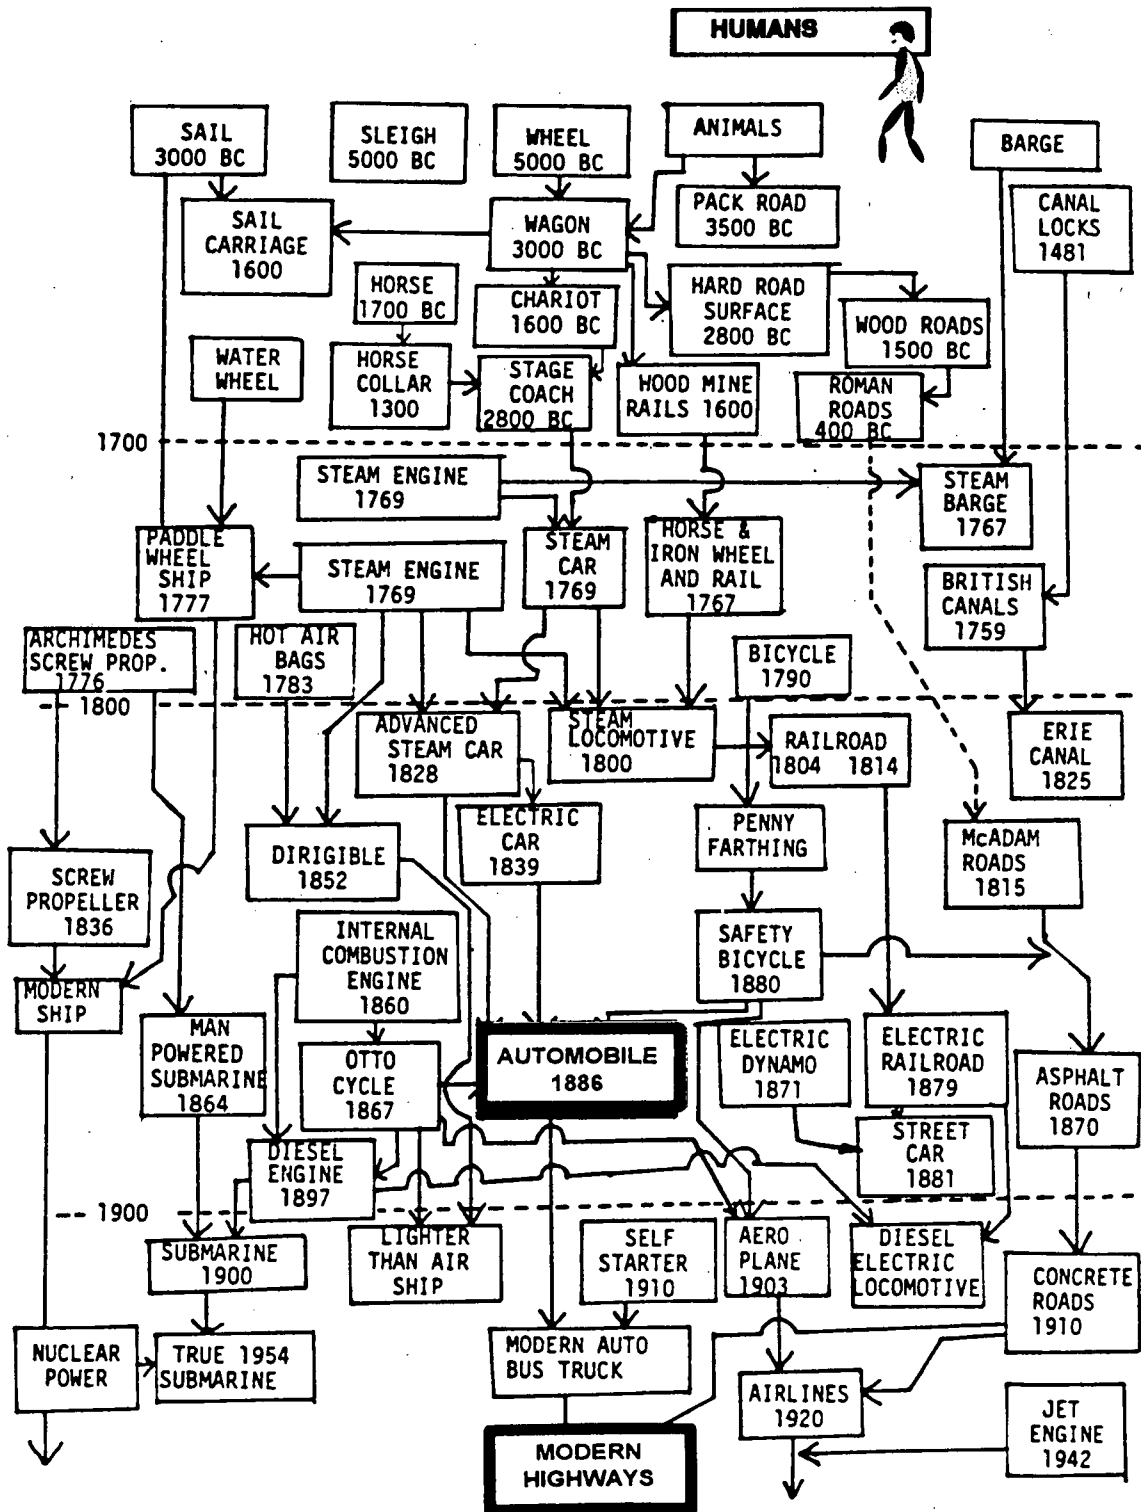 HUMANS
SAIL
3000 BC
SLEIGH
5000 BC
WHEEL
5000 BC
ANIMALS
BARGE
SAIL
CARRIAGE
1600
WAGON
3000 BC
PACK ROAD
3500 BC
CANAL
LOCKS
1481
HORSE
1700 BC
CHARIOT
1600 BC
HARD ROAD
SURFACE
2800 BC
WOOD ROADS
1500 BC
WATER
WHEEL
HORSE
COLLAR
1300
STAGE
COACH
2800 BC
WOOD MINE
RAILS 1600
ROMAN
ROADS
400 BC
1700
STEAM ENGINE
1769
STEAM
BARGE
1767
PADDLE
WHEEL
SHIP
1777
STEAM ENGINE
1769
STEAM
CAR
1769
HORSE &
IRON WHEEL
AND RAIL
1767
BRITISH
CANALS
1759
ARCHIMEDES
SCREW PROP.
1776
HOT AIR
BAGS
1783
BICYCLE
1790
1800
ADVANCED
STEAM CAR
1828
STEAM
LOCOMOTIVE
1800
RAILROAD
1804 1814
ERIE
CANAL
1825
ELECTRIC
CAR
1839
PENNY
FARTHING
McADAM
ROADS
1815
DIRIGIBLE
1852
SCREW
PROPELLER
1836
INTERNAL
COMBUSTION
ENGINE
1860
SAFETY
BICYCLE
1880
MODERN
SHIP
MAN
POWERED
SUBMARINE
1864
OTTO
CYCLE
1867
AUTOMOBILE
1886
ELECTRIC
DYNAMO
1871
ELECTRIC
RAILROAD
1879
ASPHALT
ROADS
1870
DIESEL
ENGINE
1897
STREET
CAR
1881
1900
SUBMARINE
1900
LIGHTER
THAN AIR
SHIP
SELF
STARTER
1910
AERO
PLANE
1903
DIESEL
ELECTRIC
LOCOMOTIVE
CONCRETE
ROADS
1910
NUCLEAR
POWER
TRUE 1954
SUBMARINE
MODERN AUTO
BUS TRUCK
AIRLINES
1920
JET
ENGINE
1942
MODERN
HIGHWAYS